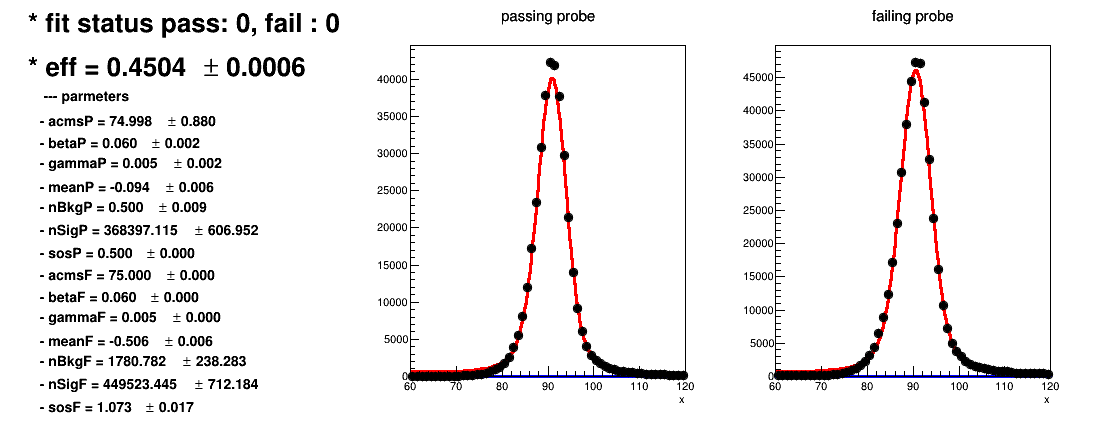 * fit status pass: 0, fail : 0
* eff = 0.4504 ± 0.0006
--- parmeters
- acmsP = 74.998 ± 0.880
- betaP = 0.060 ± 0.002
- gammaP = 0.005 ± 0.002
- meanP = -0.094 ± 0.006
- nBkgP = 0.500 ± 0.009
- nSigP = 368397.115 ± 606.952
- sosP = 0.500 ± 0.000
- acmsF = 75.000 ± 0.000
- betaF = 0.060 ± 0.000
- gammaF = 0.005 ± 0.000
- meanF = -0.506 ± 0.006
- nBkgF = 1780.782 ± 238.283
- nSigF = 449523.445 ± 712.184
- sosF = 1.073 ± 0.017
passing probe
40000
35000
30000
25000
20000
15000
10000
5000
0
60 70 80 90 100 110 120
x
failing probe
45000
40000
35000
30000
25000
20000
15000
10000
5000
0
60 70 80 90 100 110 120
x